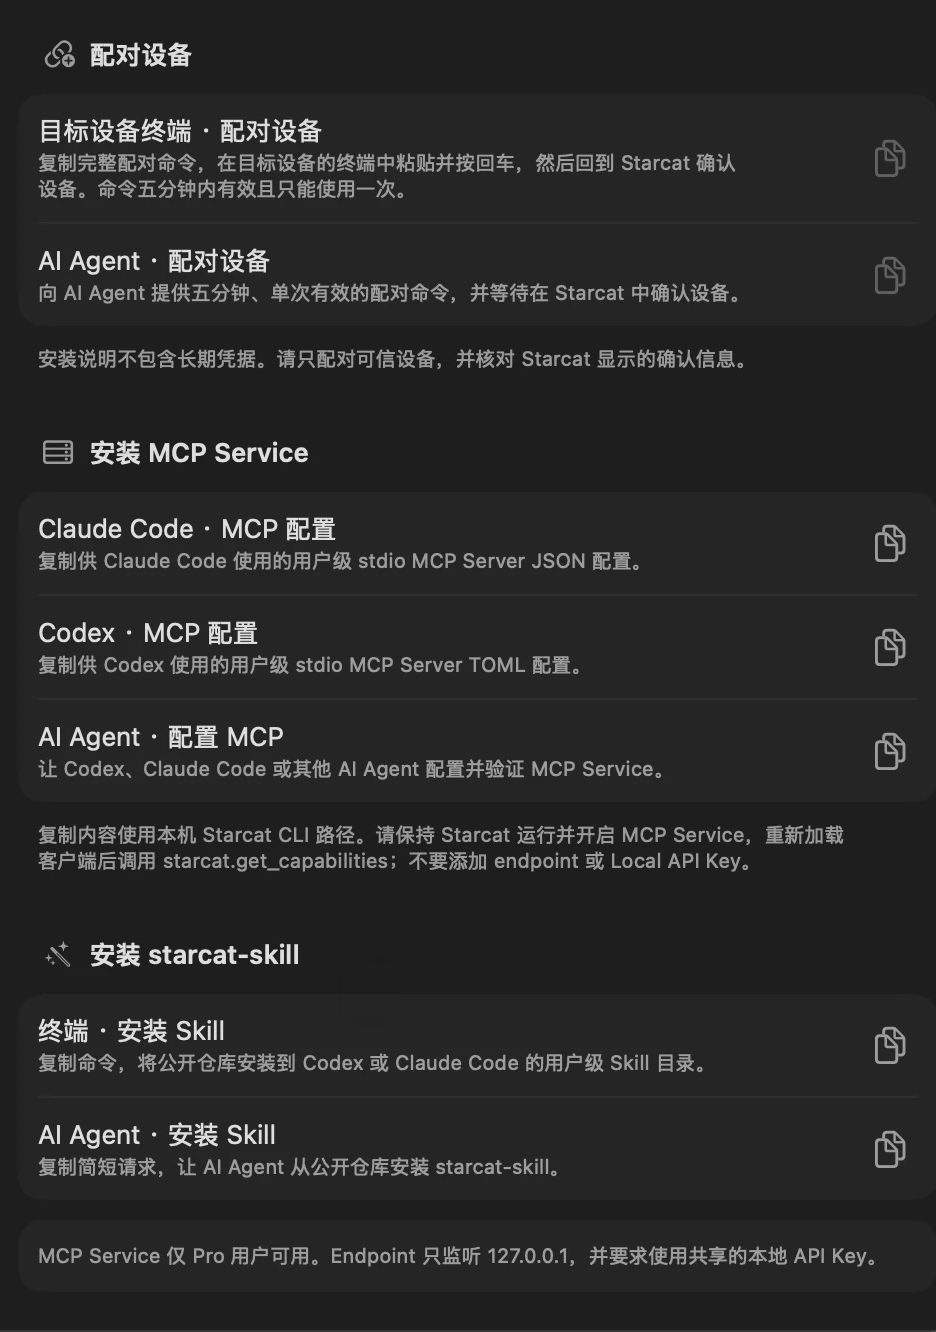 配对设备
目标设备终端 · 配对设备
复制完整配对命令，在目标设备的终端中粘贴并按回车，然后回到 Starcat 确认
设备。命令五分钟内有效且只能使用一次。
AI Agent · 配对设备
向 AI Agent 提供五分钟、单次有效的配对命令，并等待在 Starcat 中确认设备。
安装说明不包含长期凭据。请只配对可信设备，并核对 Starcat 显示的确认信息。
安装 MCP Service
Claude Code · MCP 配置
复制供 Claude Code 使用的用户级 stdio MCP Server JSON 配置。
Codex · MCP 配置
复制供 Codex 使用的用户级 stdio MCP Server TOML 配置。
AI Agent · 配置 MCP
让 Codex、Claude Code 或其他 AI Agent 配置并验证 MCP Service。
复制内容使用本机 Starcat CLI 路径。请保持 Starcat 运行并开启 MCP Service，重新加载
客户端后调用 starcat.get_capabilities；不要添加 endpoint 或 Local API Key。
安装 starcat-skill
终端 · 安装 Skill
复制命令，将公开仓库安装到 Codex 或 Claude Code 的用户级 Skill 目录。
AI Agent · 安装 Skill
复制简短请求，让 AI Agent 从公开仓库安装 starcat-skill。
MCP Service 仅 Pro 用户可用。Endpoint 只监听 127.0.0.1，并要求使用共享的本地 API Key。